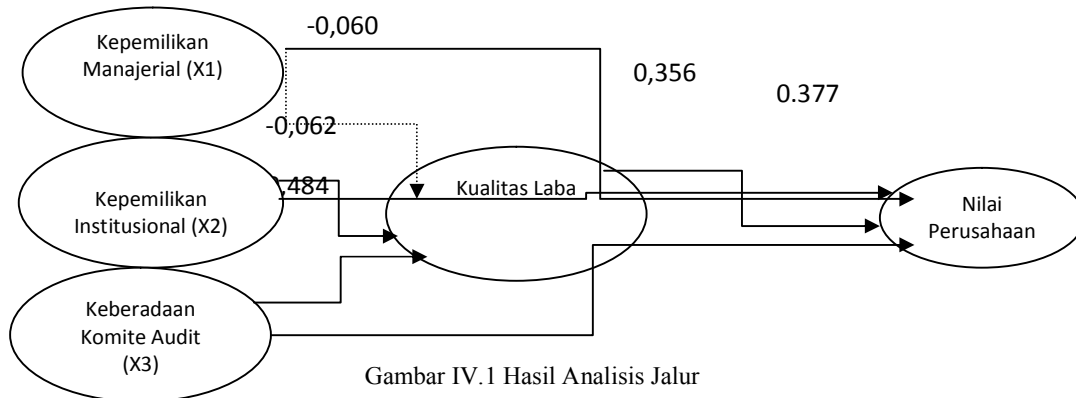 -0,060
Kepemilikan
Manajerial (X1)
0,356
0.377
-0,062
,484
Kepemilikan
Institusional (X2)
Kualitas Laba
Nilai
Perusahaan
Keberadaan
Komite Audit
(X3)
Gambar IV.1 Hasil Analisis Jalur